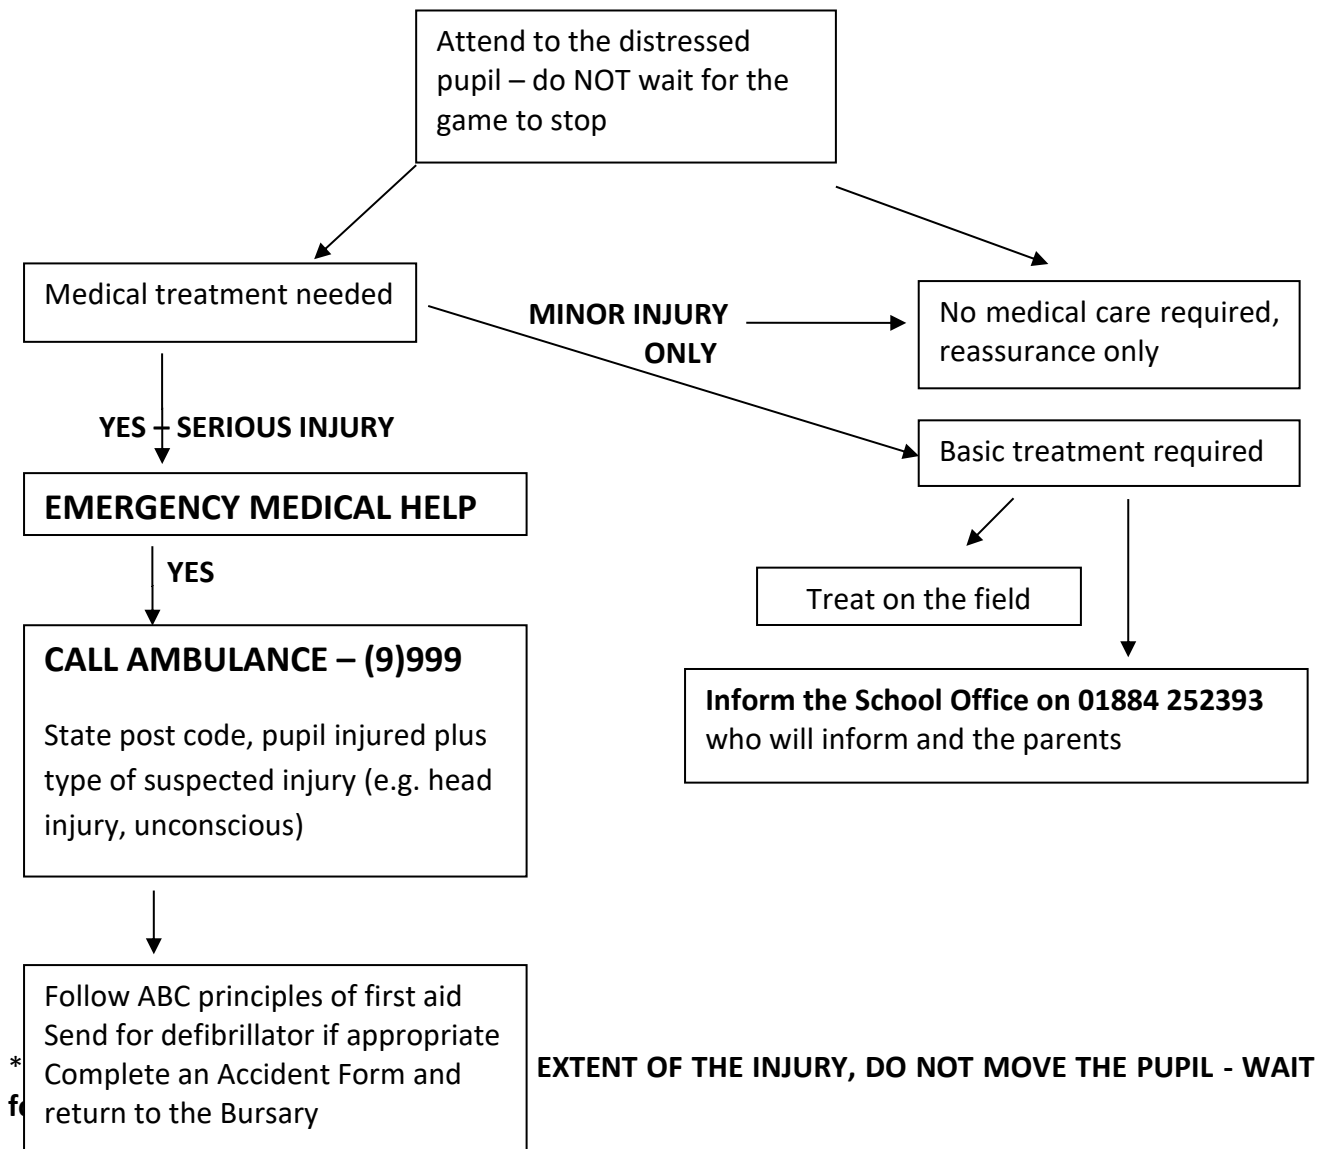 Attend to the distressed
pupil – do NOT wait for the
game to stop
Medical treatment needed
MINOR INJURY
ONLY
No medical care required,
reassurance only
YES – SERIOUS INJURY
Basic treatment required
EMERGENCY MEDICAL HELP
YES
Treat on the field
CALL AMBULANCE – (9)999
State post code, pupil injured plus
type of suspected injury (e.g. head
injury, unconscious)
Inform the School Office on 01884 252393
who will inform and the parents
Follow ABC principles of first aid
Send for defibrillator if appropriate
Complete an Accident Form and
return to the Bursary
* EXTENT OF THE INJURY, DO NOT MOVE THE PUPIL - WAIT